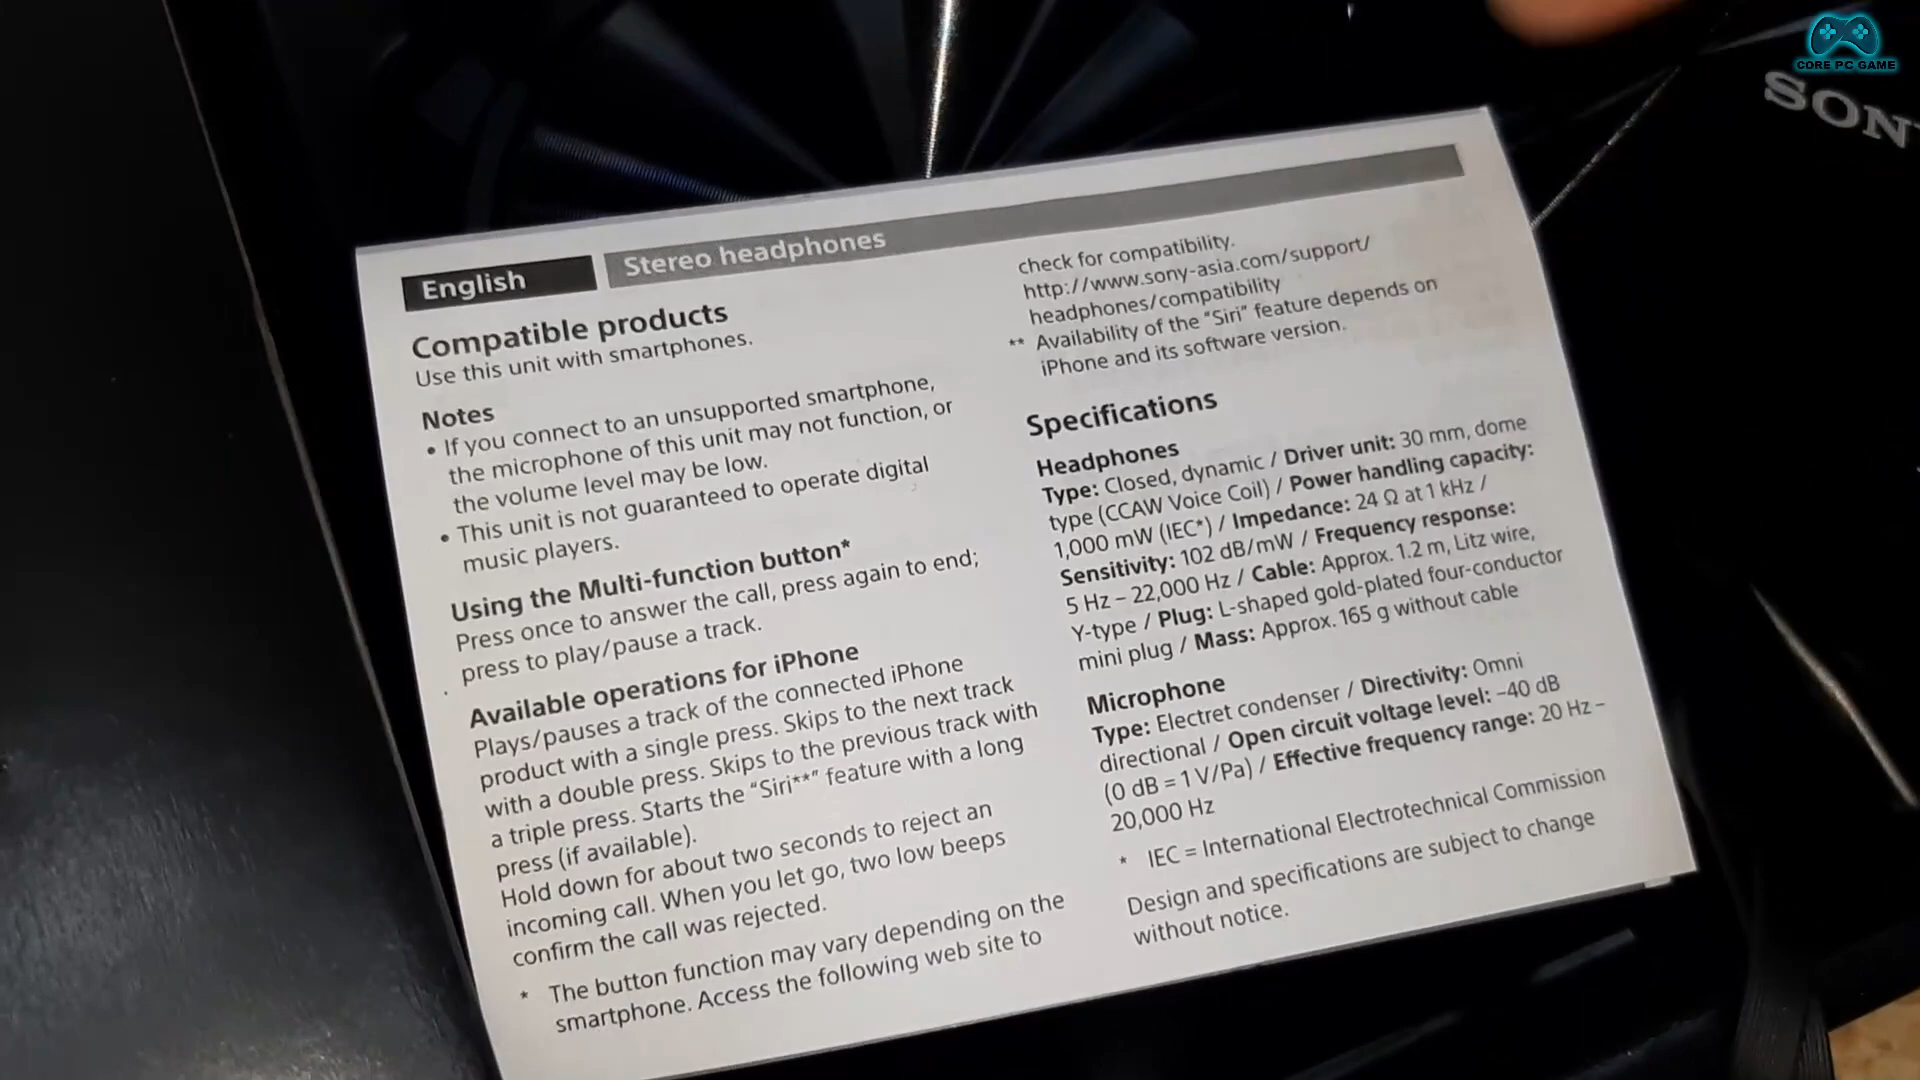 CORE PC GAME
SON
English
Stereo headphones
Compatible products
Use this unit with smartphones.
Notes
• If you connect to an unsupported smartphone,
the microphone of this unit may not function, or
the volume level may be low.
• This unit is not guaranteed to operate digital
music players.
Using the Multi-function button*
Press once to answer the call, press again to end;
press to play/pause a track.
Available operations for iPhone
Plays/pauses a track of the connected iPhone
product with a single press. Skips to the next track
with a double press. Skips to the previous track with
a triple press. Starts the “Siri**” feature with a long
press (if available).
Hold down for about two seconds to reject an
incoming call. When you let go, two low beeps
confirm the call was rejected.
* The button function may vary depending on the
smartphone. Access the following web site to
check for compatibility.
http://www.sony-asia.com/support/
headphones/compatibility
** Availability of the “Siri” feature depends on
iPhone and its software version.
Specifications
Headphones
Type: Closed, dynamic / Driver unit: 30 mm, dome
type (CCAW Voice Coil) / Power handling capacity:
1,000 mW (IEC*) / Impedance: 24 Ω at 1 kHz /
Sensitivity: 102 dB/mW / Frequency response:
5 Hz – 22,000 Hz / Cable: Approx. 1.2 m, Litz wire,
Y-type / Plug: L-shaped gold-plated four-conductor
mini plug / Mass: Approx. 165 g without cable
Microphone
Type: Electret condenser / Directivity: Omni
directional / Open circuit voltage level: –40 dB
(0 dB = 1 V/Pa) / Effective frequency range: 20 Hz –
20,000 Hz
* IEC = International Electrotechnical Commission
Design and specifications are subject to change
without notice.